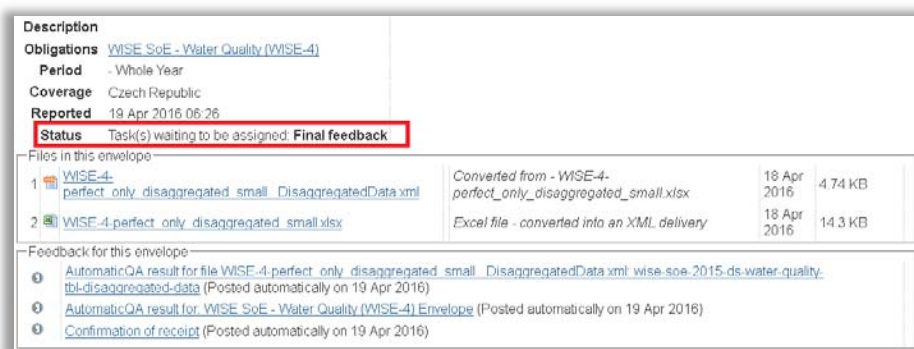 Description
Obligations WISE SoE - Water Quality (WISE-4)
Period - Whole Year
Coverage Czech Republic
Reported 19 Apr 2016 06:26
Status Task(s) waiting to be assigned: Final feedback
Files in this envelope
1 WISE-4- Converted from - WISE-4- 18 Apr 4.74 KB
perfect_only_disaggregated_small__DisaggregatedData.xml perfect_only_disaggregated_small.xlsx 2016
2 WISE-4-perfect_only_disaggregated_small.xlsx Excel file - converted into an XML delivery 18 Apr 14.3 KB
2016
Feedback for this envelope
AutomaticQA result for file WISE-4-perfect_only_disaggregated_small__DisaggregatedData.xml: wise-soe-2015-ds-water-quality-
tbl-disaggregated-data (Posted automatically on 19 Apr 2016)
AutomaticQA result for: WISE SoE - Water Quality (WISE-4) Envelope (Posted automatically on 19 Apr 2016)
Confirmation of receipt (Posted automatically on 19 Apr 2016)